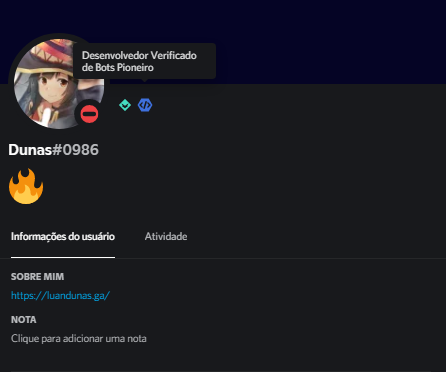 Desenvolvedor Verificado
de Bots Pioneiro
Dunas#0986
Informações do usuário
Atividade
SOBRE MIM
https://luandunas.ga/
NOTA
Clique para adicionar uma nota